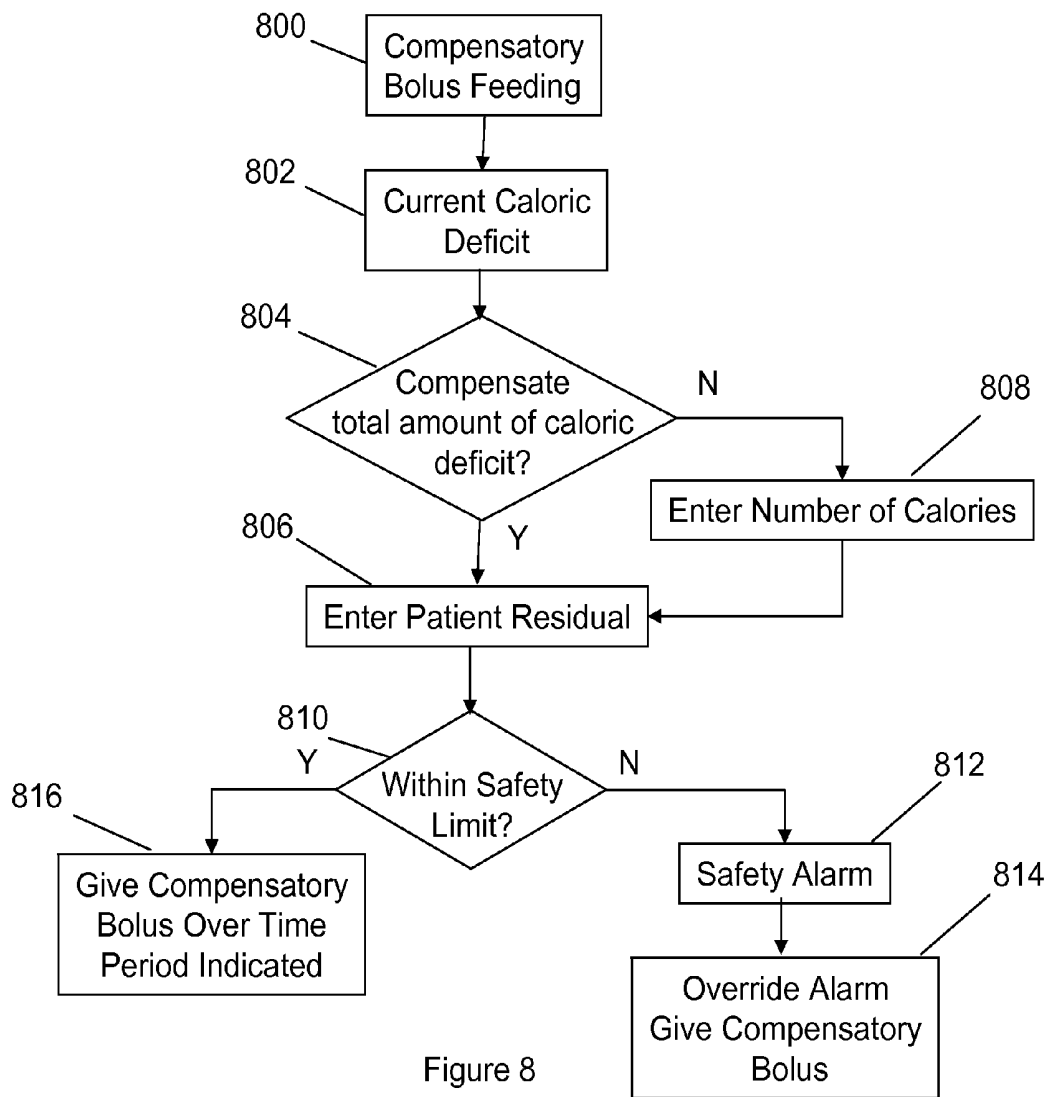 800
Compensatory
Bolus Feeding
802
Current Caloric
Deficit
804
Compensate
total amount of caloric
deficit?
N
808
Enter Number of Calories
Y
806
Enter Patient Residual
810
Y
Within Safety
Limit?
N
812
816
Safety Alarm
814
Give Compensatory
Bolus Over Time
Period Indicated
Override Alarm
Give Compensatory
Bolus
Figure 8